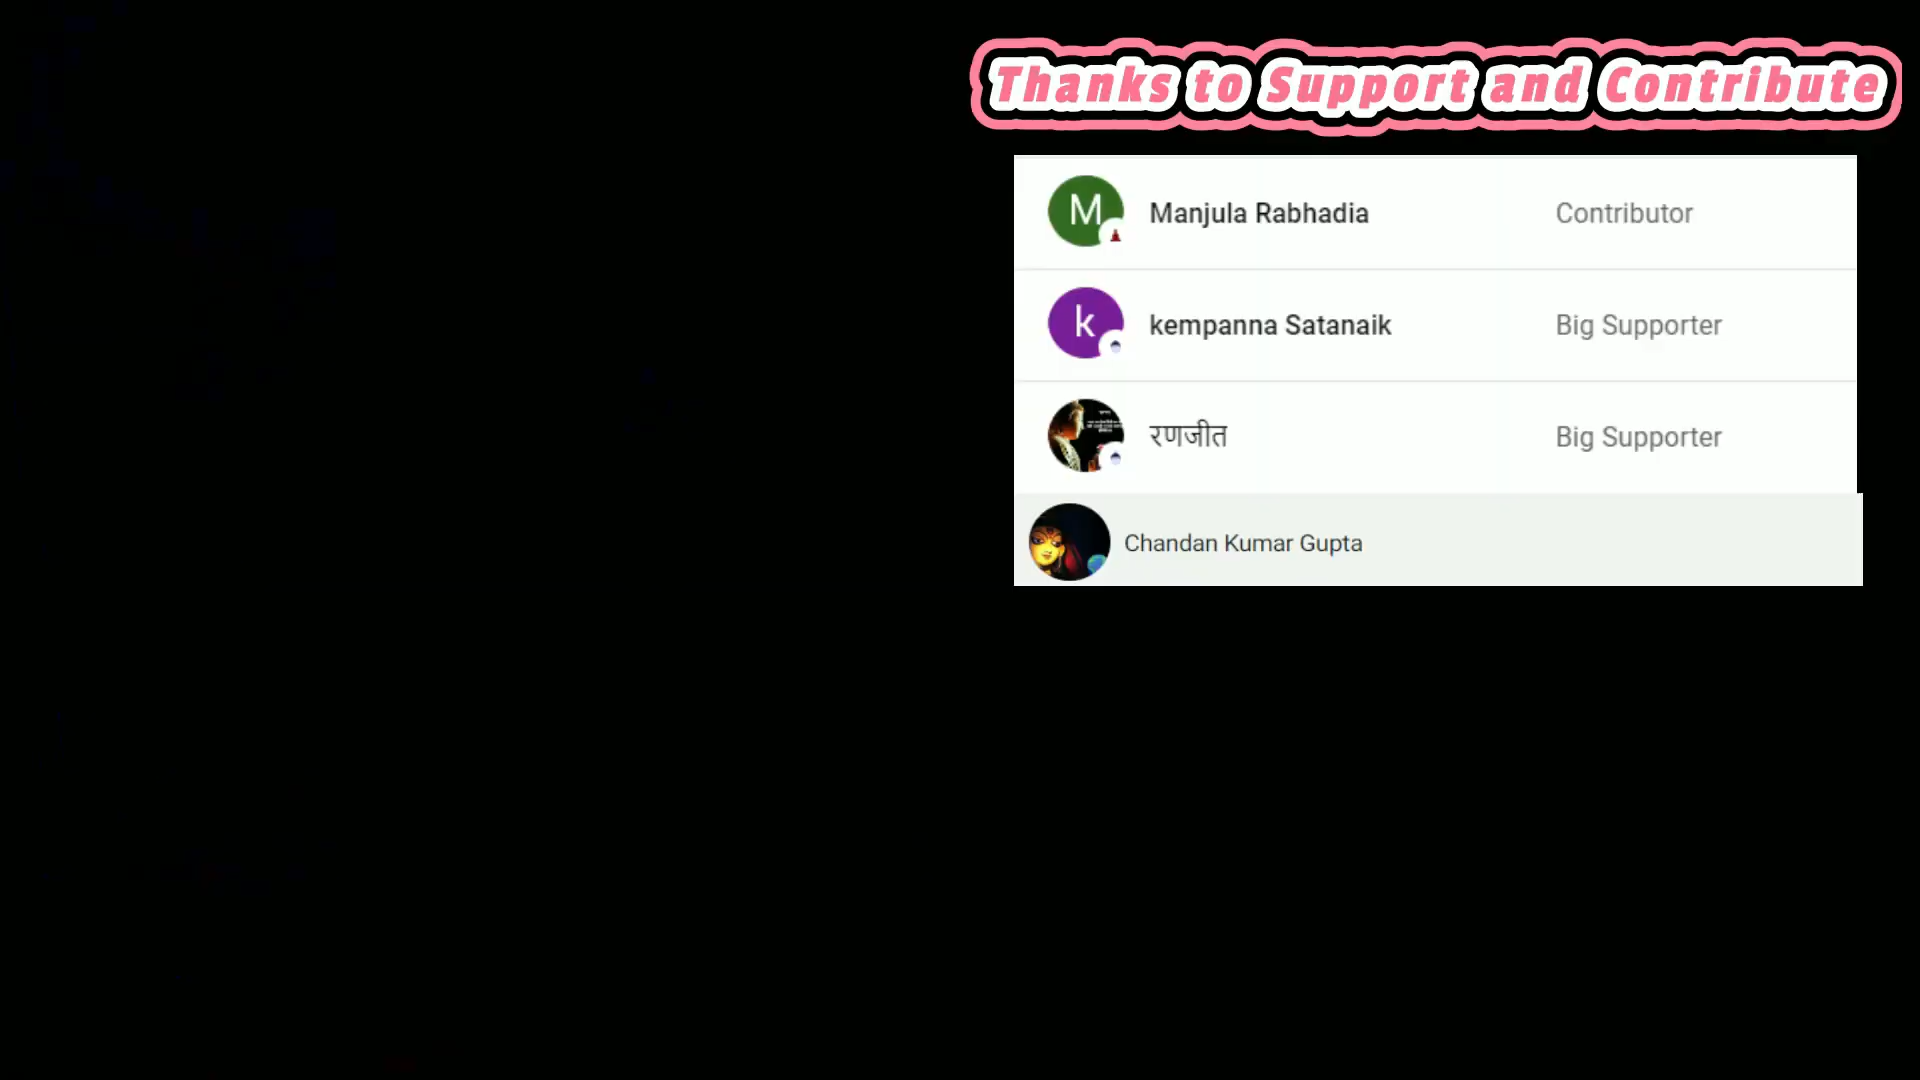 Thanks to Support and Contribute
M Manjula Rabhadia Contributor
k kempanna Satanaik Big Supporter
रणजीत Big Supporter
Chandan Kumar Gupta